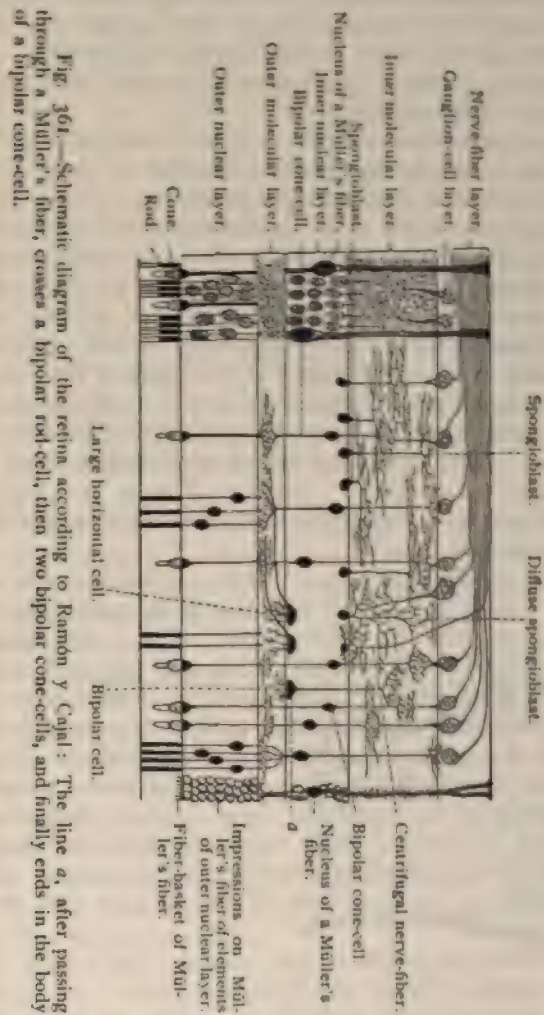 Nerve-fiber layer.
Ganglion-cell layer.
Inner molecular layer
Spongioblast.
Nucleus of a Müller's fiber.
Inner nuclear layer.
Bipolar cone-cell.
Outer molecular layer.
Outer nuclear layer.
Cone.
Rod.
Spongioblast.
Diffuse spongioblast.
Large horizontal cell.
Bipolar cell.
Centrifugal nerve-fiber.
Bipolar cone-cell.
Nucleus of a Müller's
fiber.
a
Impressions on Mül-
ler's fiber of elements
of outer nuclear layer.
Fiber-basket of Mül-
ler's fiber.
Fig. 361.—Schematic diagram of the retina according to Ramón y Cajal: The line a, after passing
through a Müller's fiber, crosses a bipolar rod-cell, then two bipolar cone-cells, and finally ends in the body
of a bipolar cone-cell.